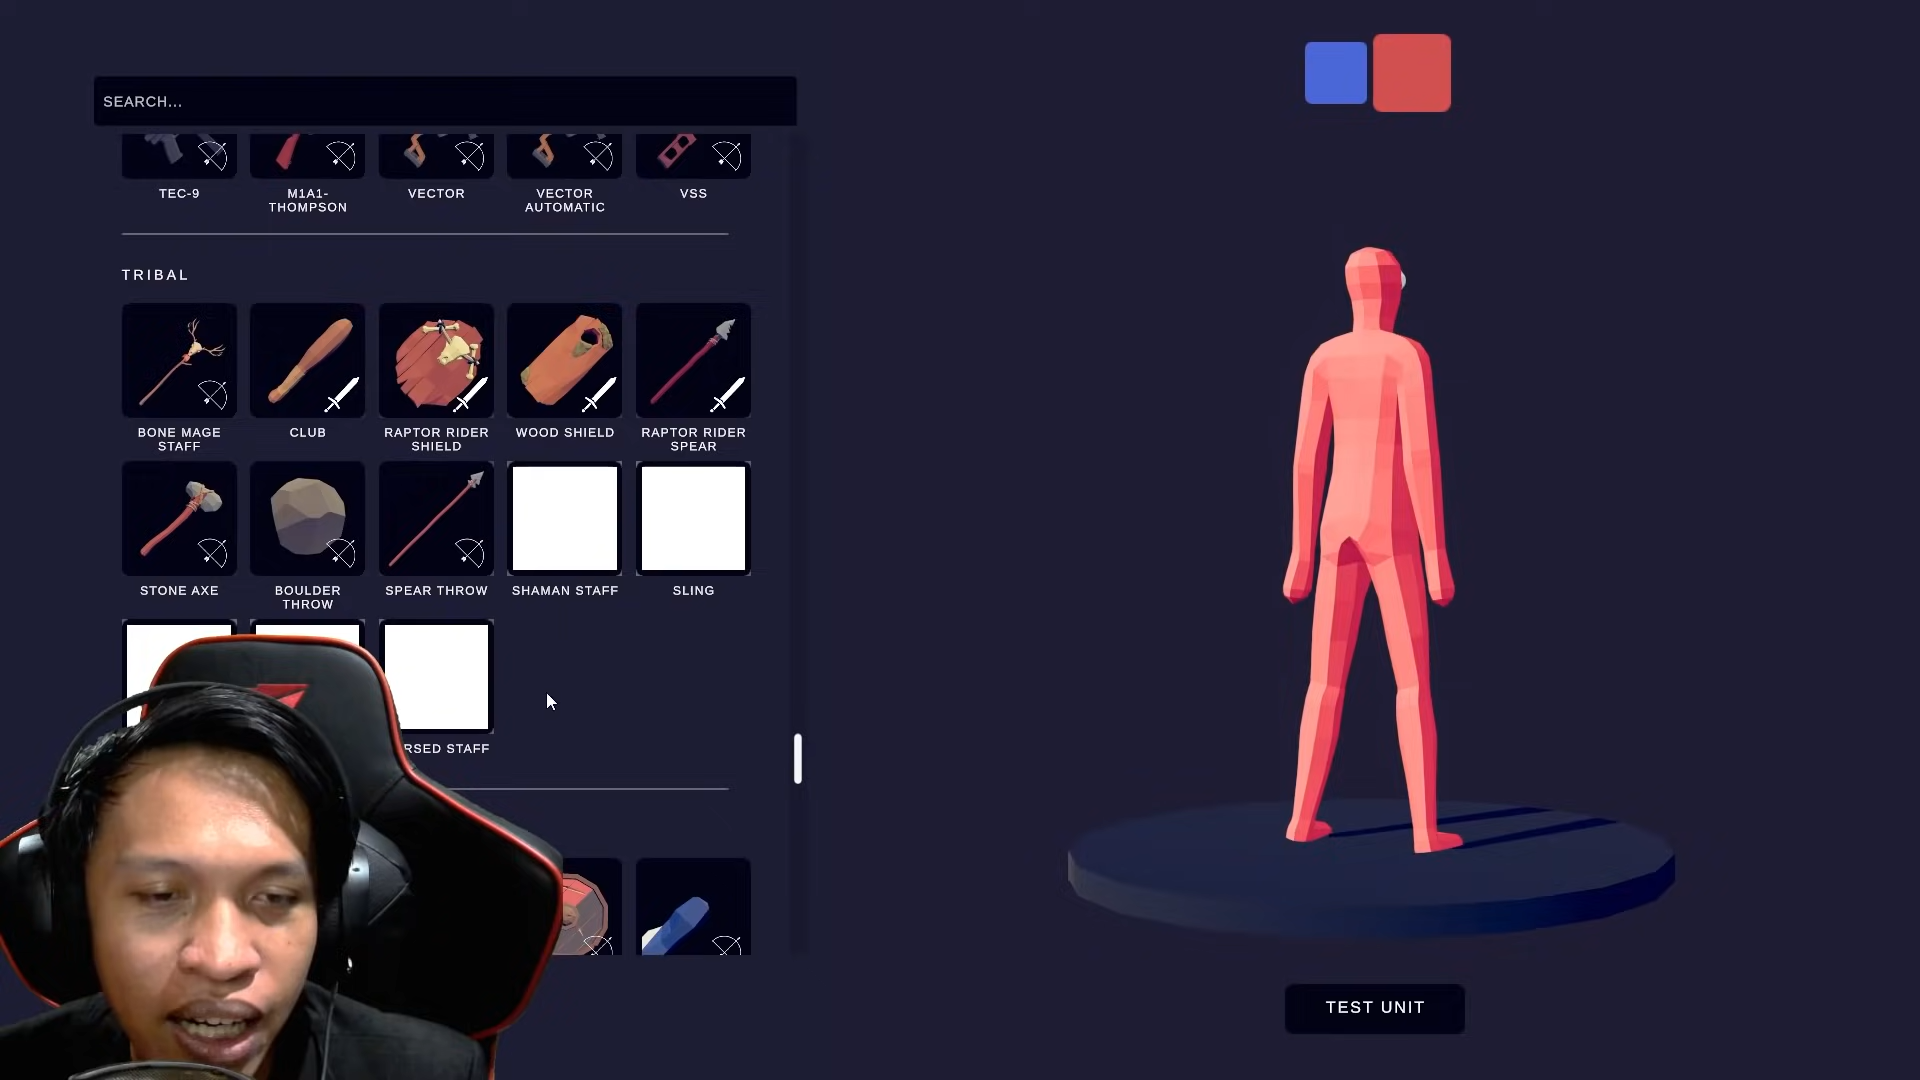 SEARCH...
TEC-9
M1A1-
THOMPSON
VECTOR
VECTOR
AUTOMATIC
VSS
TRIBAL
BONE MAGE
STAFF
CLUB
RAPTOR RIDER
SHIELD
WOOD SHIELD
RAPTOR RIDER
SPEAR
STONE AXE
BOULDER
THROW
SPEAR THROW
SHAMAN STAFF
SLING
STAFF
TEST UNIT